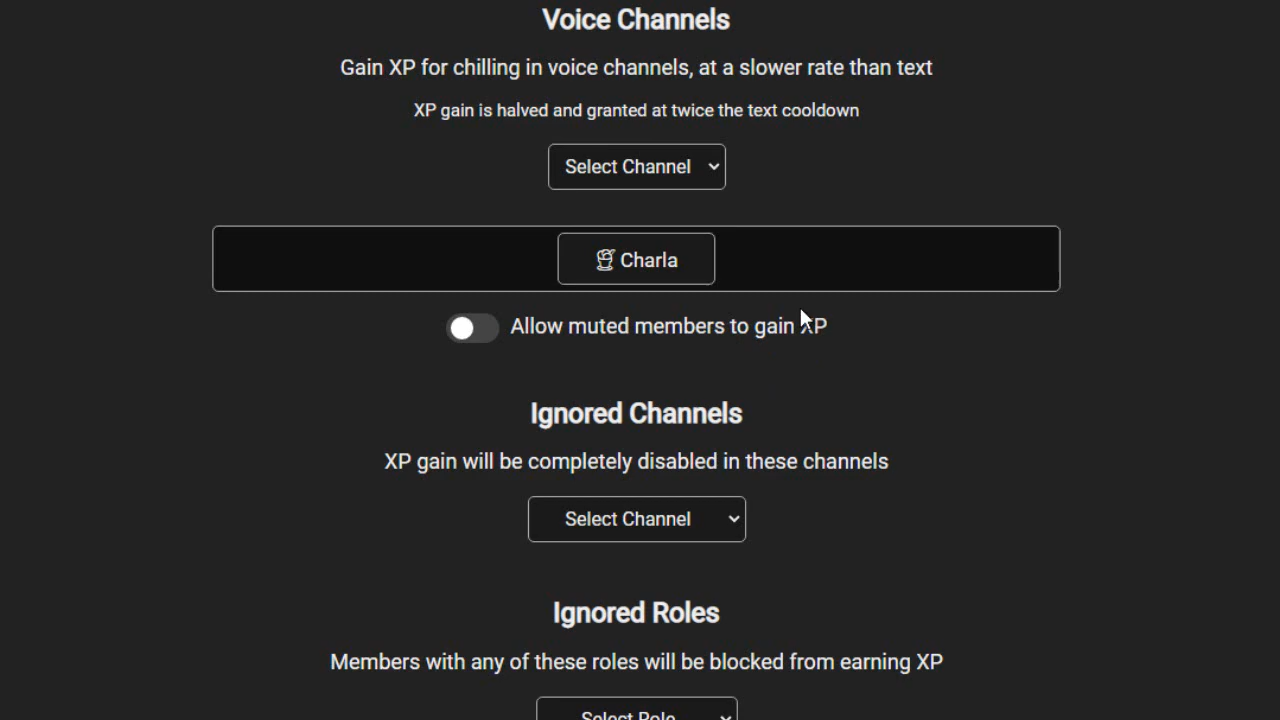 Voice Channels
Gain XP for chilling in voice channels, at a slower rate than text
XP gain is halved and granted at twice the text cooldown
Select Channel
Charla
Allow muted members to gain XP
Ignored Channels
XP gain will be completely disabled in these channels
Select Channel
Ignored Roles
Members with any of these roles will be blocked from earning XP
Select Role